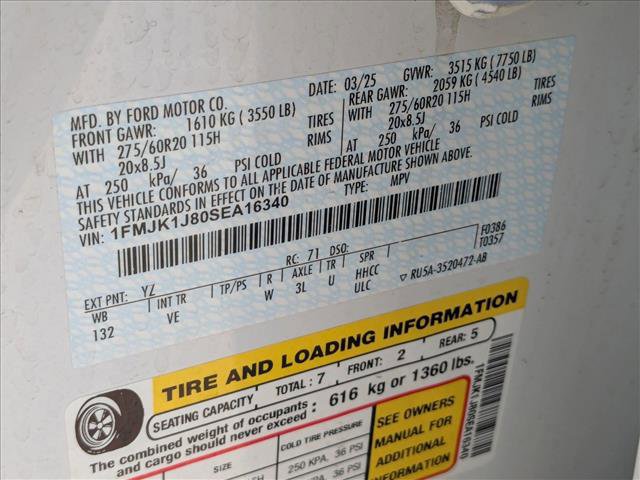 MFD. BY FORD MOTOR CO.
DATE: 03/25 GVWR: 3515 KG ( 7750 LB)
FRONT GAWR: 1610 KG ( 3550 LB) REAR GAWR: 2059 KG ( 4540 LB)
WITH 275/60R20 115H TIRES 275/60R20 115H TIRES
20x8.5J RIMS 20x8.5J RIMS
AT 250 kPa/ 36 PSI COLD AT 250 kPa/ 36 PSI COLD
THIS VEHICLE CONFORMS TO ALL APPLICABLE FEDERAL MOTOR VEHICLE
SAFETY STANDARDS IN EFFECT ON THE DATE OF MANUFACTURE SHOWN ABOVE.
VIN: 1FMJK1J80SEA16340 TYPE: MPV
F0386
T0357
EXT PNT: YZ RC: 71 DSO:
WB INT TR TP/PS R AXLE TR SPR
132 VE W 3L U HHCC
ULC ▽ RU5A-3520472-AB
TIRE AND LOADING INFORMATION
SEATING CAPACITY TOTAL: 7 FRONT: 2 REAR: 5
The combined weight of occupants and cargo should never exceed : 616 kg or 1360 lbs.
SIZE COLD TIRE PRESSURE
250 KPA, 36 PSI
SEE OWNERS
MANUAL FOR
ADDITIONAL
INFORMATION
1FMJK1J80SEA16340